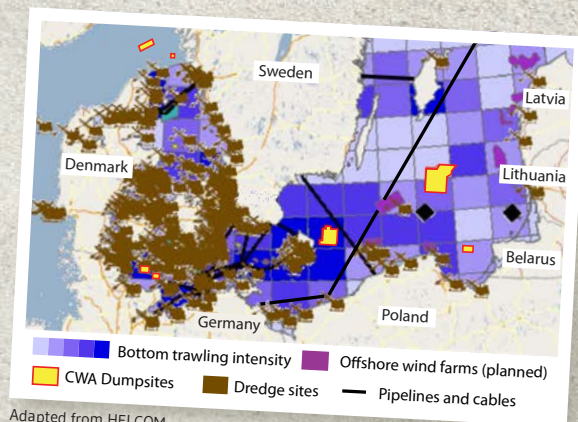 Sweden
Latvia
Denmark
Lithuania
Belarus
Poland
Germany
Bottom trawling intensity
Offshore wind farms (planned)
CWA Dumpsites
Dredge sites
Pipelines and cables
Adapted from HELCOM